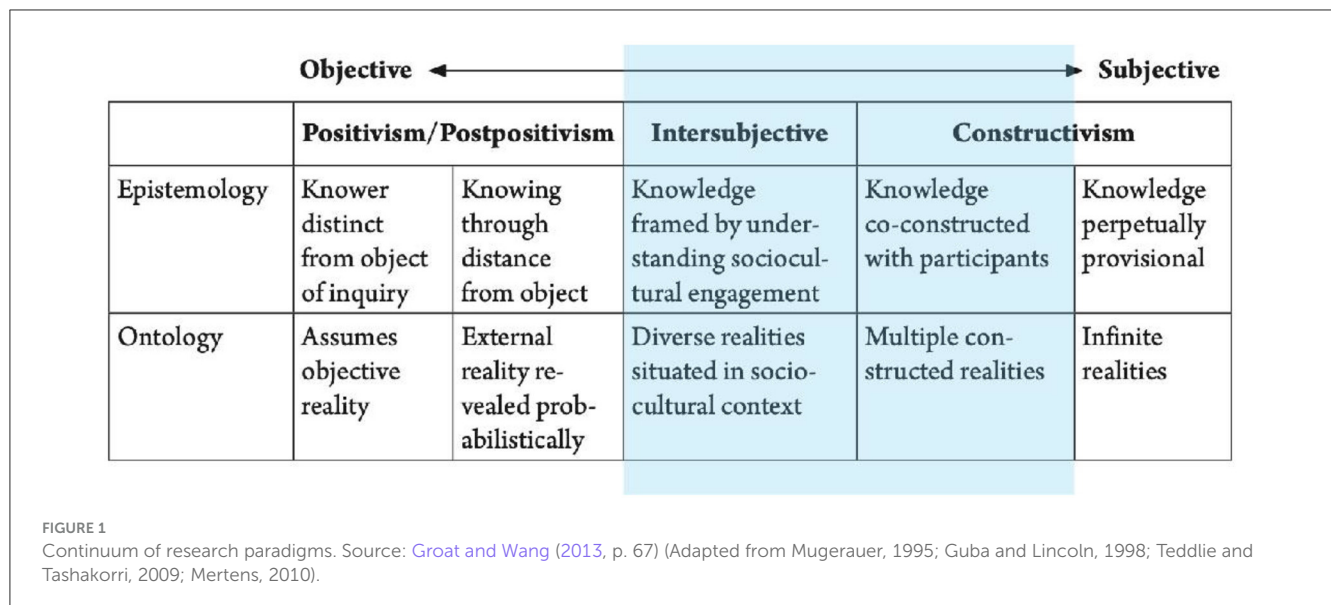 Objective Subjective
Positivism/Postpositivism Intersubjective Constructivism
Epistemology
Knower
distinct
from object
of inquiry
Knowing
through
distance
from object
Knowledge
framed by under-
standing sociocul-
tural engagement
Knowledge
co-constructed
with participants
Knowledge
perpetually
provisional
Ontology
Assumes
objective
reality
External
reality re-
vealed prob-
abilistically
Diverse realities
situated in socio-
cultural context
Multiple con-
structed realities
Infinite
realities
FIGURE 1
Continuum of research paradigms. Source: Groat and Wang (2013, p. 67) (Adapted from Mugerauer, 1995; Guba and Lincoln, 1998; Teddlie and
Tashakorri, 2009; Mertens, 2010).